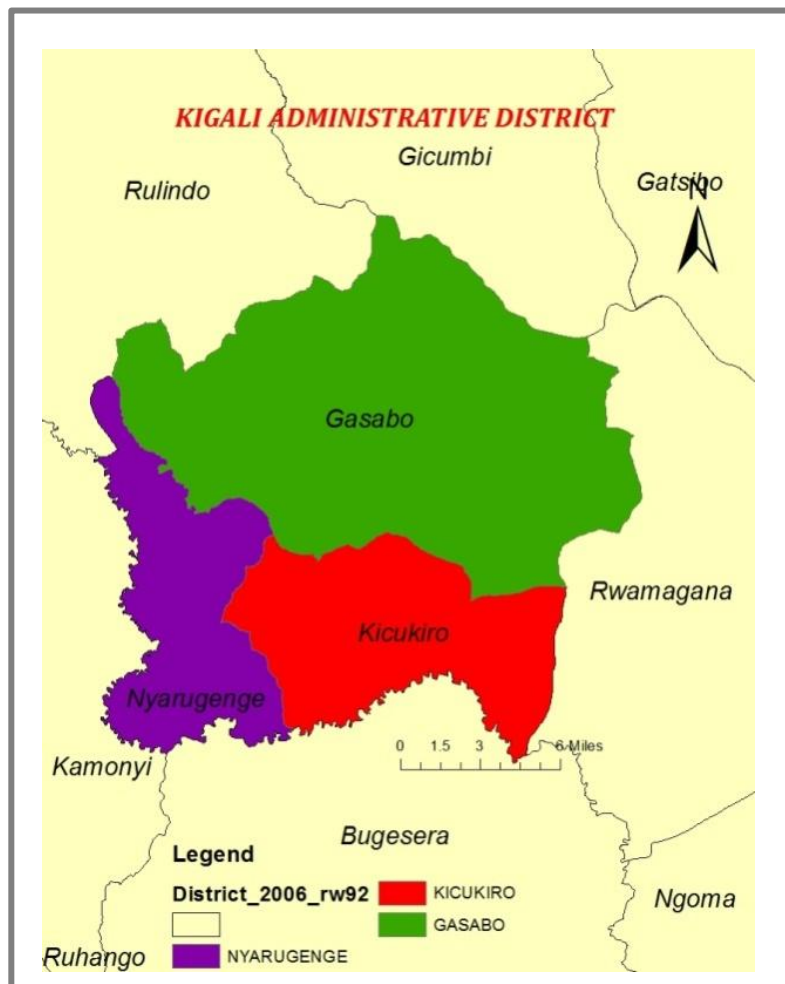 KIGALI ADMINISTRATIVE DISTRICT
Gicumbi
Rulindo
Gatsibo
N
Gasabo
Rwamagana
Kicukiro
Nyarugenge
0 1.5 3 6 Miles
Kamonyi
Bugesera
Legend
District_2006_rw92
KICUKIRO
GASABO
NYARUGENGE
Ngoma
Ruhango